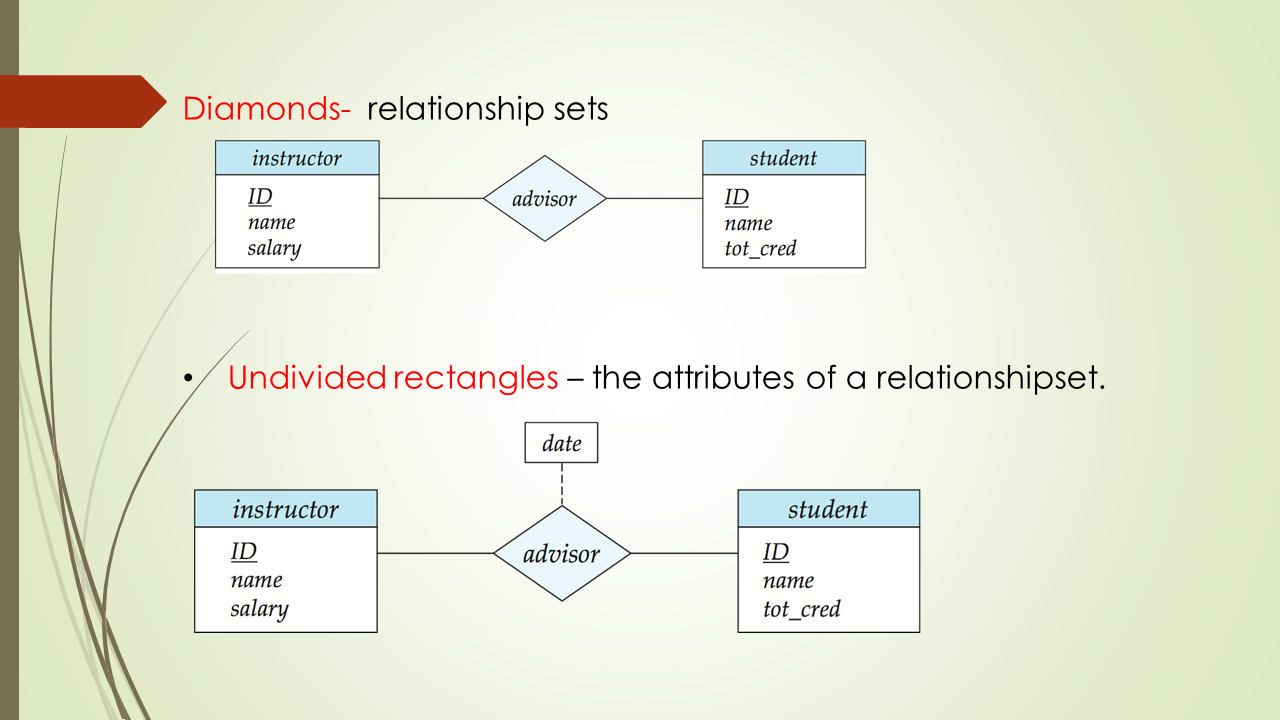 Diamonds- relationship sets
instructor
ID
name
salary
advisor
student
ID
name
tot_cred
• Undivided rectangles – the attributes of a relationshipset.
date
instructor
ID
name
salary
advisor
student
ID
name
tot_cred